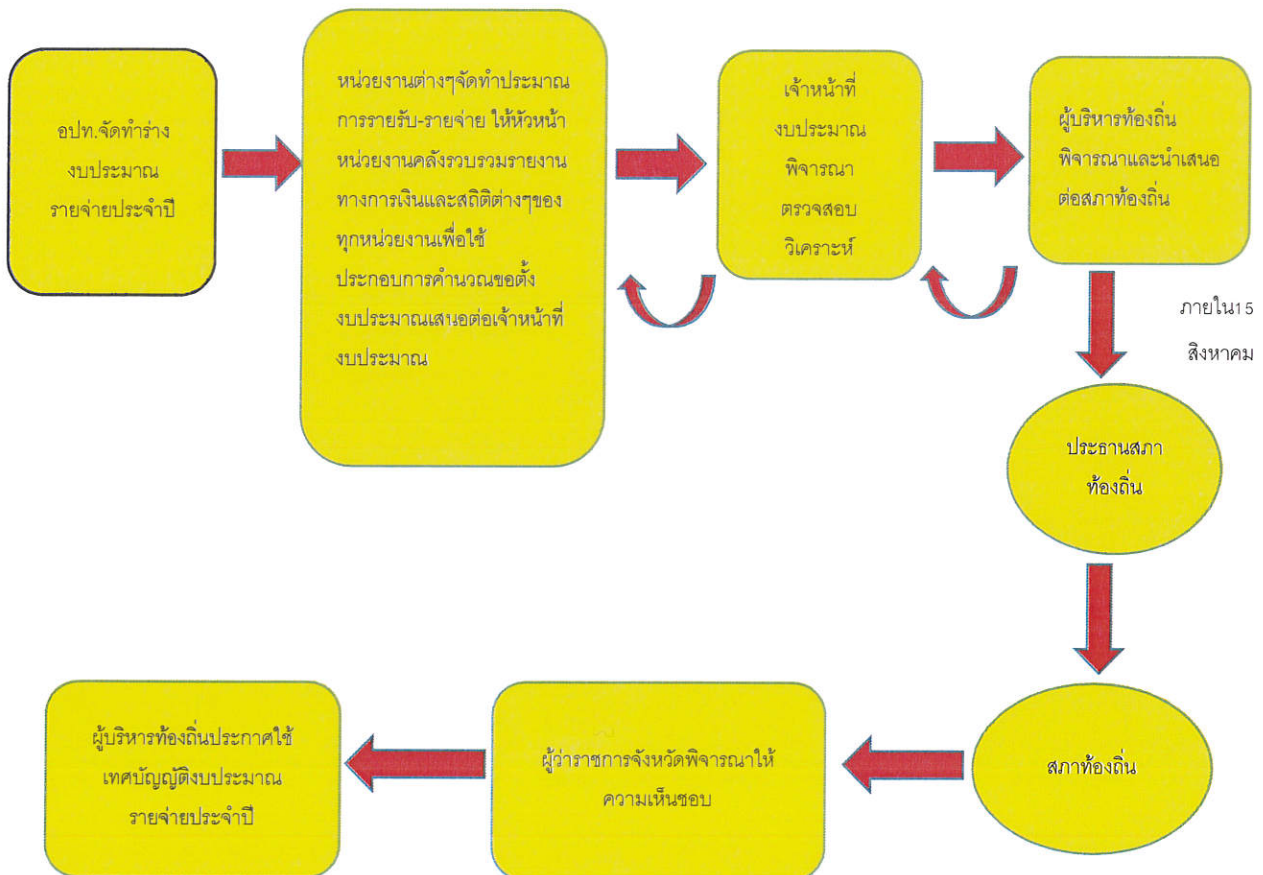 อปท.จัดทำร่าง
งบประมาณ
รายจ่ายประจำปี
หน่วยงานต่างๆจัดทำประมาณ
การรายรับ-รายจ่าย ให้หัวหน้า
หน่วยงานคลังรวบรวมรายงาน
ทางการเงินและสถิติต่างๆของ
ทุกหน่วยงานเพื่อใช้
ประกอบการคำนวณขอตั้ง
งบประมาณเสนอต่อเจ้าหน้าที่
งบประมาณ
เจ้าหน้าที่
งบประมาณ
พิจารณา
ตรวจสอบ
วิเคราะห์
ผู้บริหารท้องถิ่น
พิจารณาและนำเสนอ
ต่อสภาท้องถิ่น
ภายใน15
สิงหาคม
ประธานสภา
ท้องถิ่น
สภาท้องถิ่น
ผู้ว่าราชการจังหวัดพิจารณาให้
ความเห็นชอบ
ผู้บริหารท้องถิ่นประกาศใช้
เทศบัญญัติงบประมาณ
รายจ่ายประจำปี